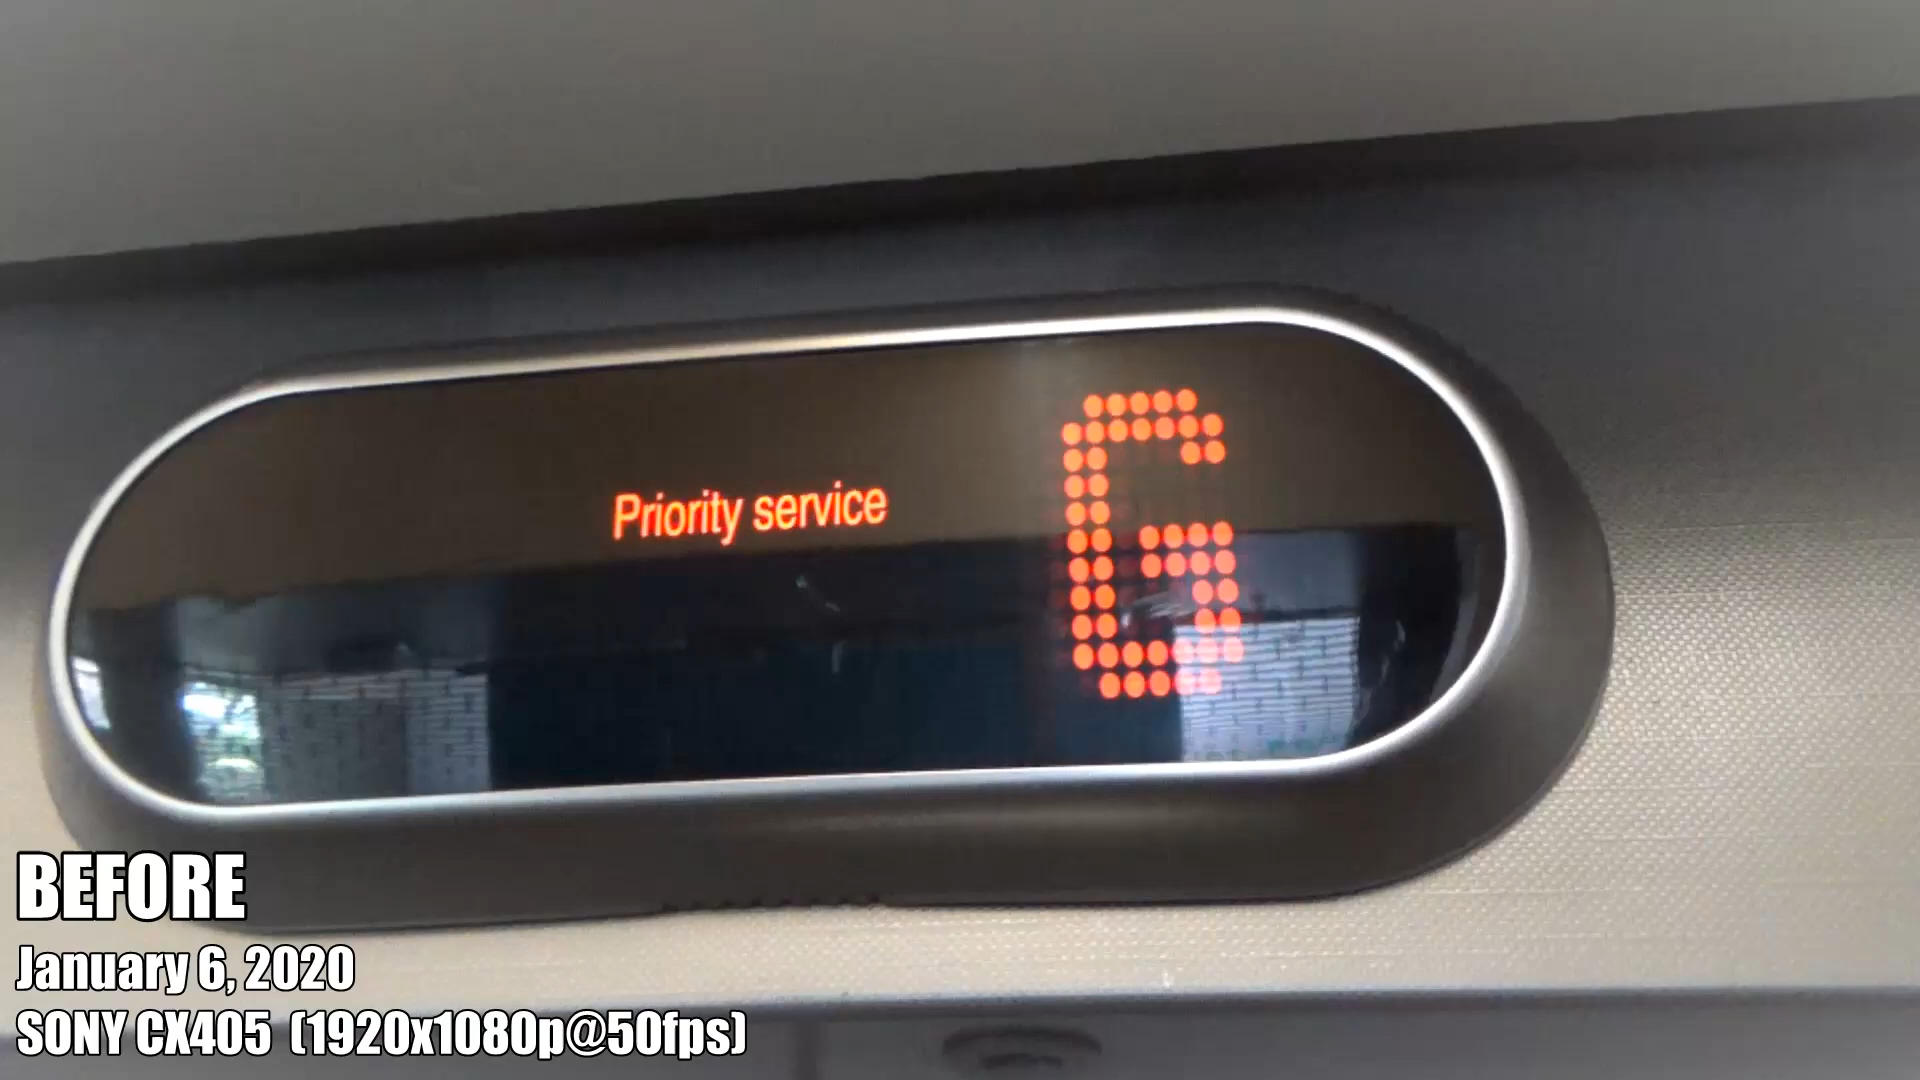 Priority service
G
BEFORE
January 6, 2020
SONY CX405 (1920x1080p@50fps)